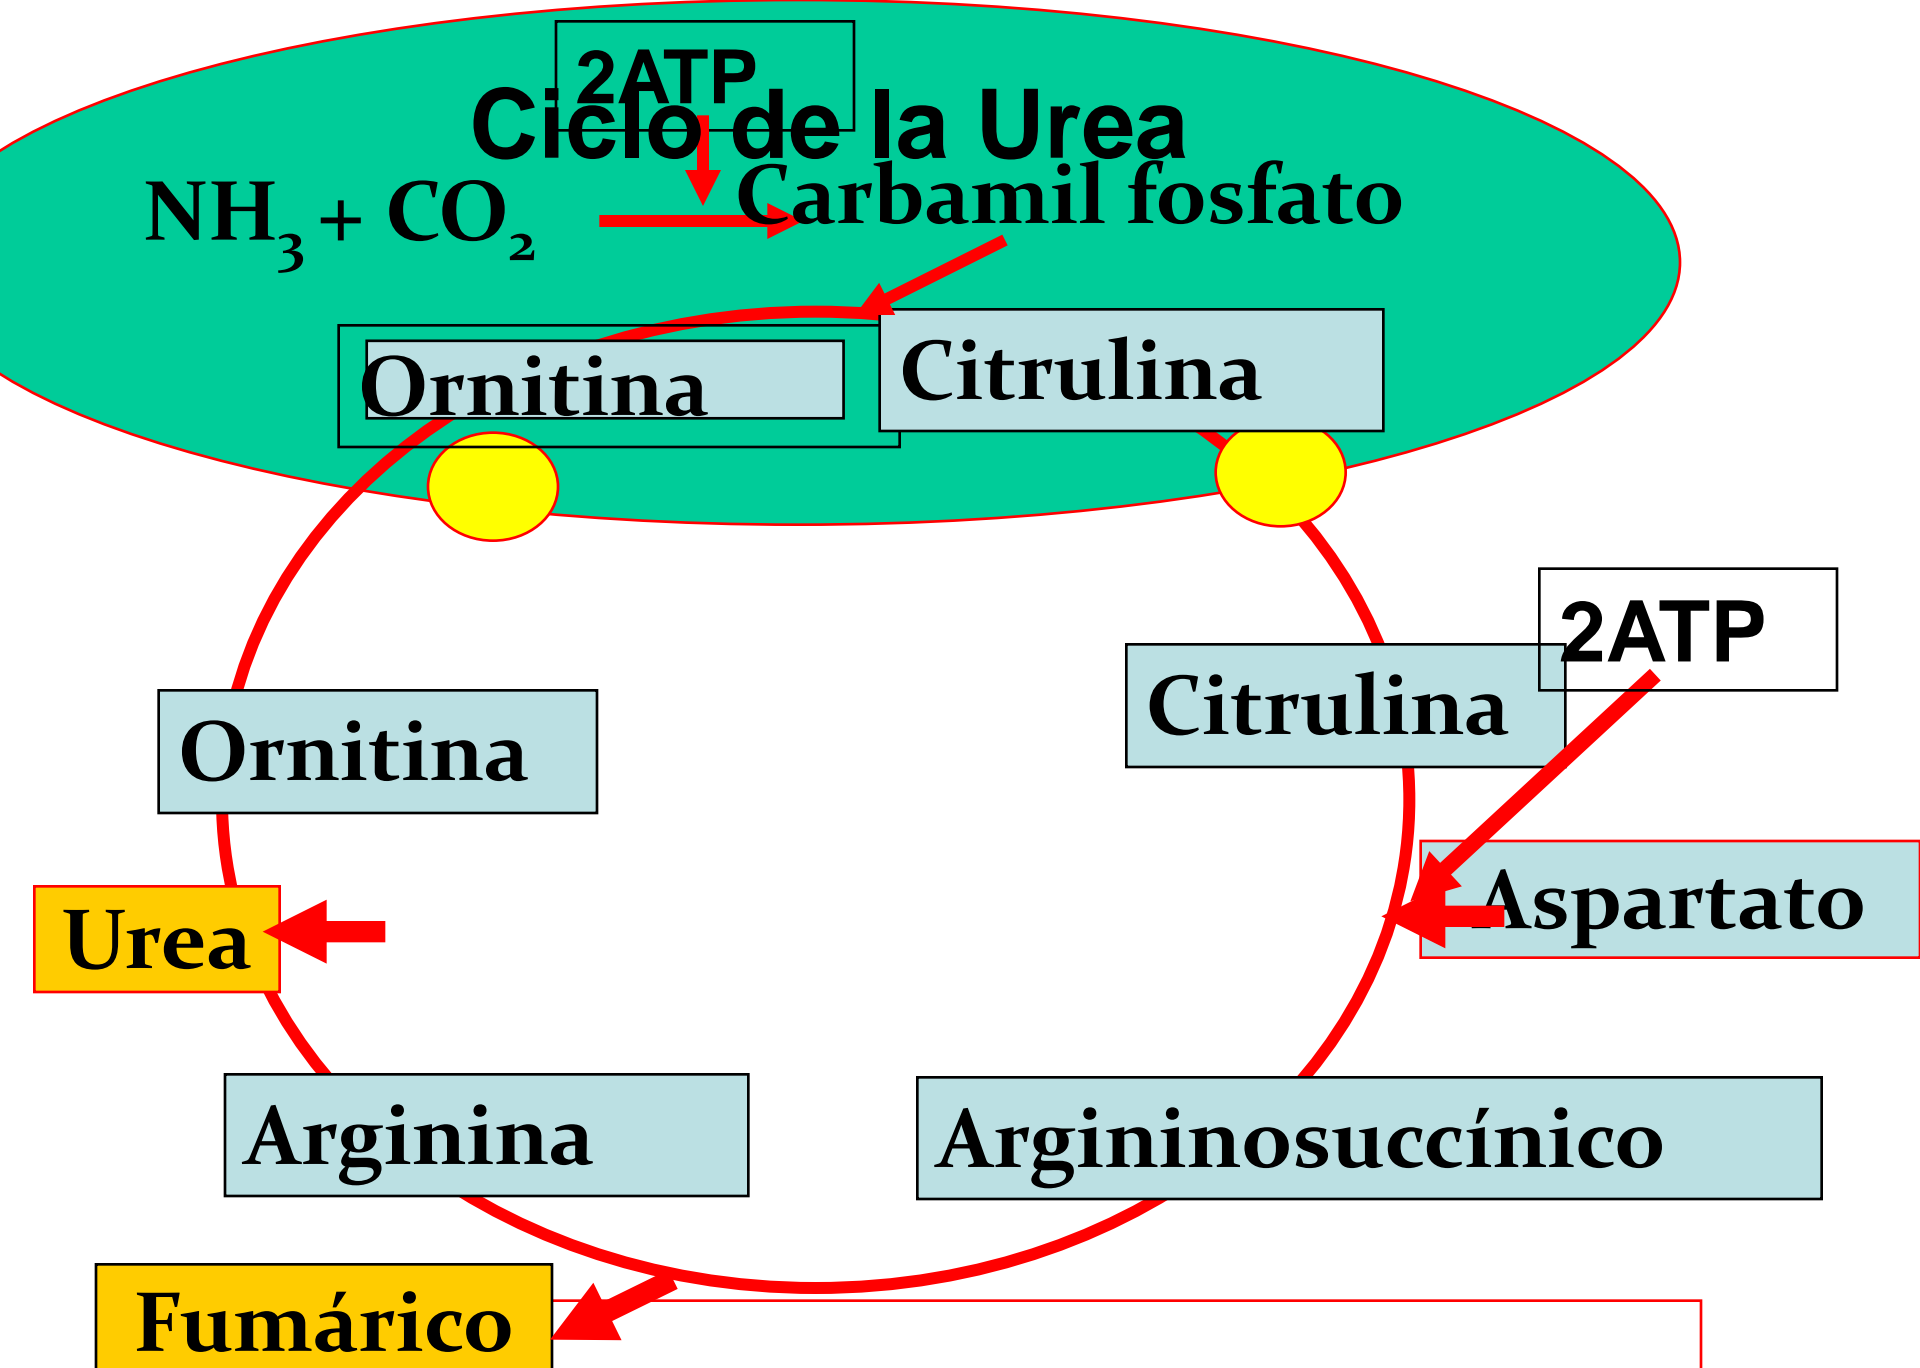 2ATP
Ciclo de la Urea
NH₃ + CO₂
Carbamil fosfato
Ornitina
Citrulina
2ATP
Citrulina
Ornitina
Aspartato
Urea
Arginina
Argininosuccínico
Fumárico